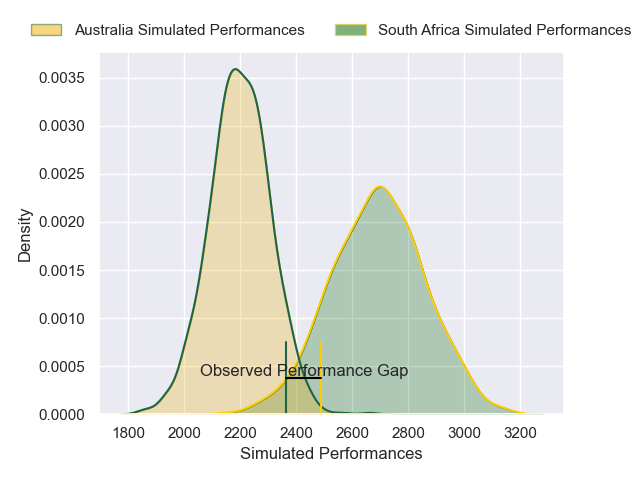 Australia Simulated Performances
South Africa Simulated Performances
0.0035
0.0030
0.0025
0.0020
0.0015
0.0010
0.0005
0.0000
Density
Observed Performance Gap
1800 2000 2200 2400 2600 2800 3000 3200
Simulated Performances